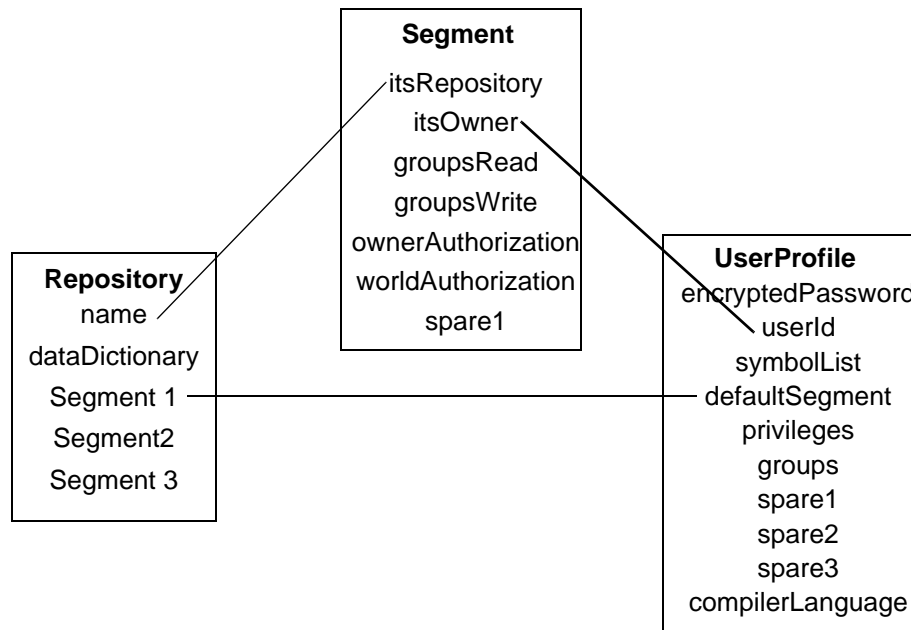 Segment
itsRepository
itsOwner
groupsRead
groupsWrite
ownerAuthorization
worldAuthorization
spare1
Repository
name
dataDictionary
Segment 1
Segment2
Segment 3
UserProfile
encryptedPassword
userId
symbolList
defaultSegment
privileges
groups
spare1
spare2
spare3
compilerLanguage